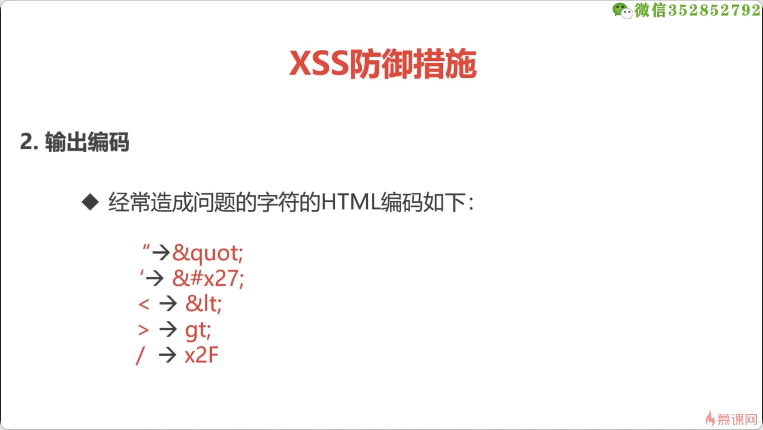 微信352852792
XSS防御措施
2. 输出编码
◆ 经常造成问题的字符的HTML编码如下：
“→&quot;
‘→ &#x27;
< → &lt;
> → gt;
/ → x2F
慕课网